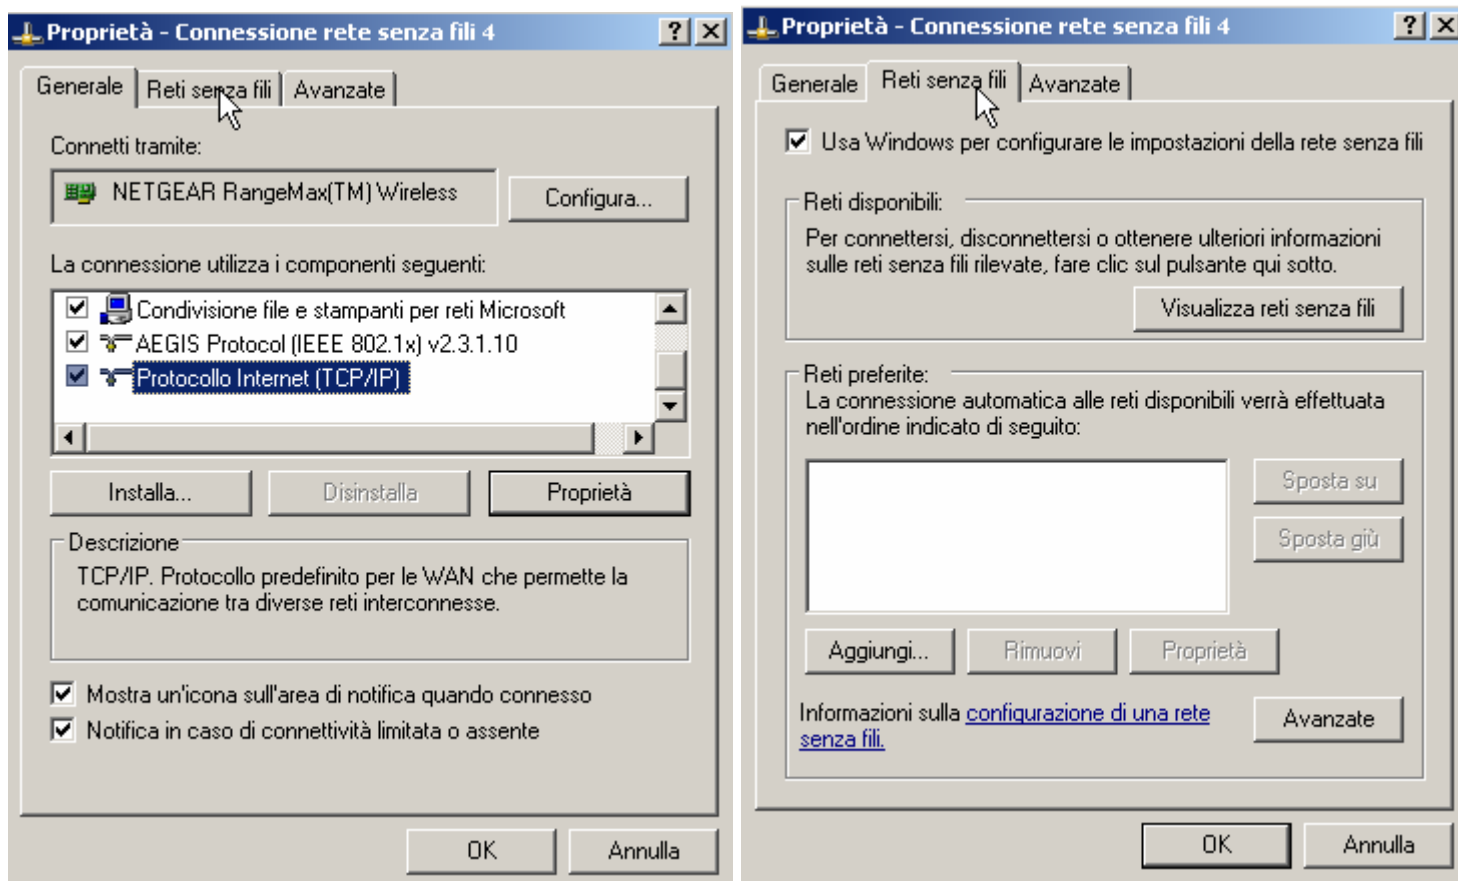 Proprietà - Connessione rete senza fili 4
Generale
Reti senza fili
Avanzate
Connetti tramite:
NETGEAR RangeMax(TM) Wireless
Configura...
La connessione utilizza i componenti seguenti:
Condivisione file e stampanti per reti Microsoft
AEGIS Protocol (IEEE 802.1x) v2.3.1.10
Protocollo Internet (TCP/IP)
Installa...
Disinstalla
Proprietà
Descrizione
TCP/IP. Protocollo predefinito per le WAN che permette la
comunicazione tra diverse reti interconnesse.
Mostra un'icona sull'area di notifica quando connesso
Notifica in caso di connettività limitata o assente
OK
Annulla
Proprietà - Connessione rete senza fili 4
Generale
Reti senza fili
Avanzate
Usa Windows per configurare le impostazioni della rete senza fili
Reti disponibili:
Per connettersi, disconnettersi o ottenere ulteriori informazioni
sulle reti senza fili rilevate, fare clic sul pulsante qui sotto.
Visualizza reti senza fili
Reti preferite:
La connessione automatica alle reti disponibili verrà effettuata
nell'ordine indicato di seguito:
Sposta su
Sposta giù
Aggiungi...
Rimuovi
Proprietà
Informazioni sulla configurazione di una rete
senza fili.
Avanzate
OK
Annulla